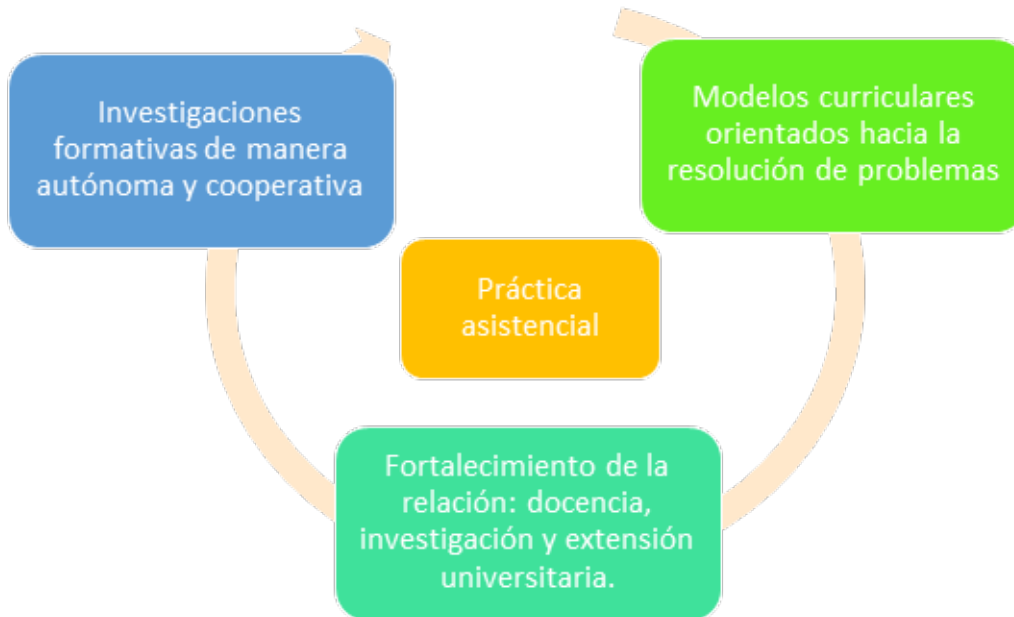 Investigaciones
formativas de manera
autónoma y cooperativa
Modelos curriculares
orientados hacia la
resolución de problemas
Práctica
asistencial
Fortalecimiento de la
relación: docencia,
investigación y extensión
universitaria.